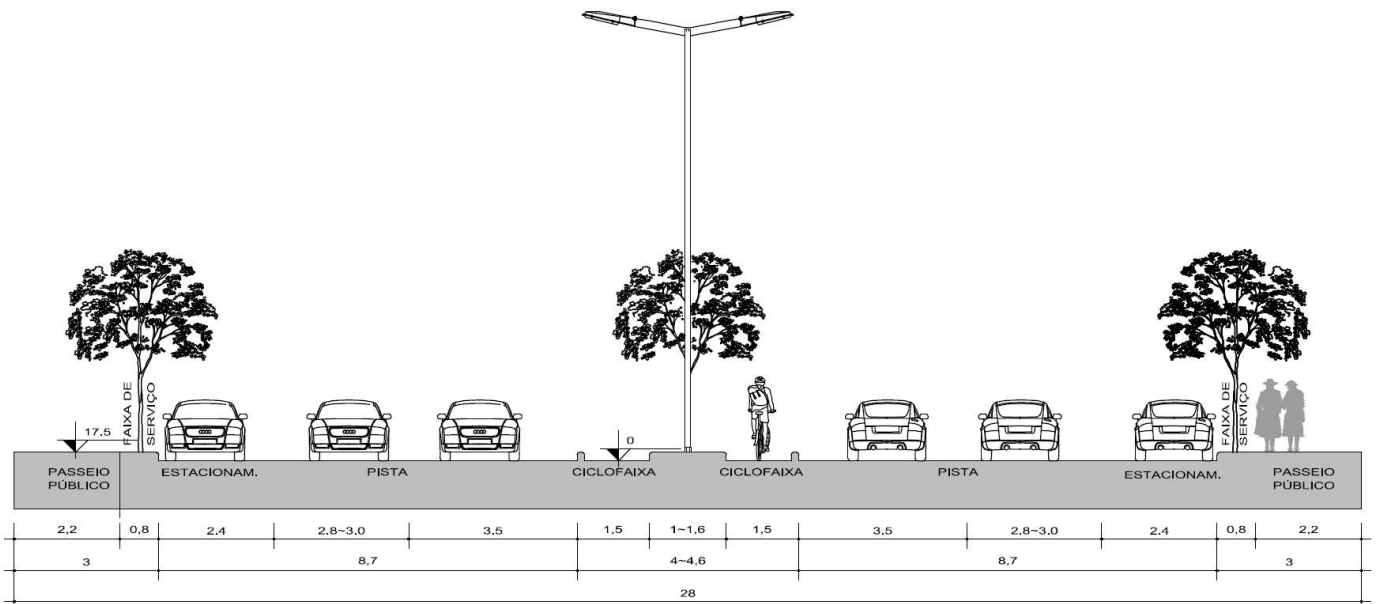 17.5
FAIXA DE
SERVIÇO
0
FAIXA DE
SERVIÇO
PASSEIO
PÚBLICO
ESTACIONAM.
PISTA
CICLOFAIXA
CICLOFAIXA
PISTA
ESTACIONAM.
PASSEIO
PÚBLICO
2,2 0,8 2.4 2.8~3.0 3.5 1,5 1~1,6 1,5 3.5 2.8~3.0 2.4 0,8 2,2
3 8,7 4~4,6 8,7 3
28